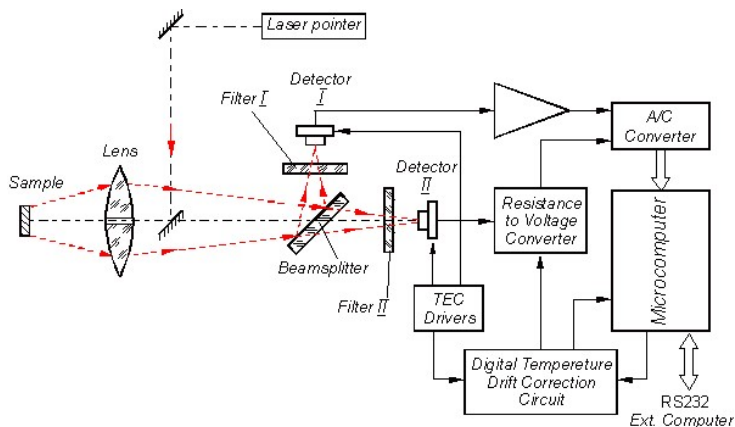 Laser pointer
Detector
I
Filter I
A/C
Converter
Lens
Detector
II
Sample
Resistance
to Voltage
Converter
Microcomputer
Beamsplitter
Filter II
TEC
Drivers
Digital Tempereture
Drift Correction
Circuit
RS232
Ext. Computer